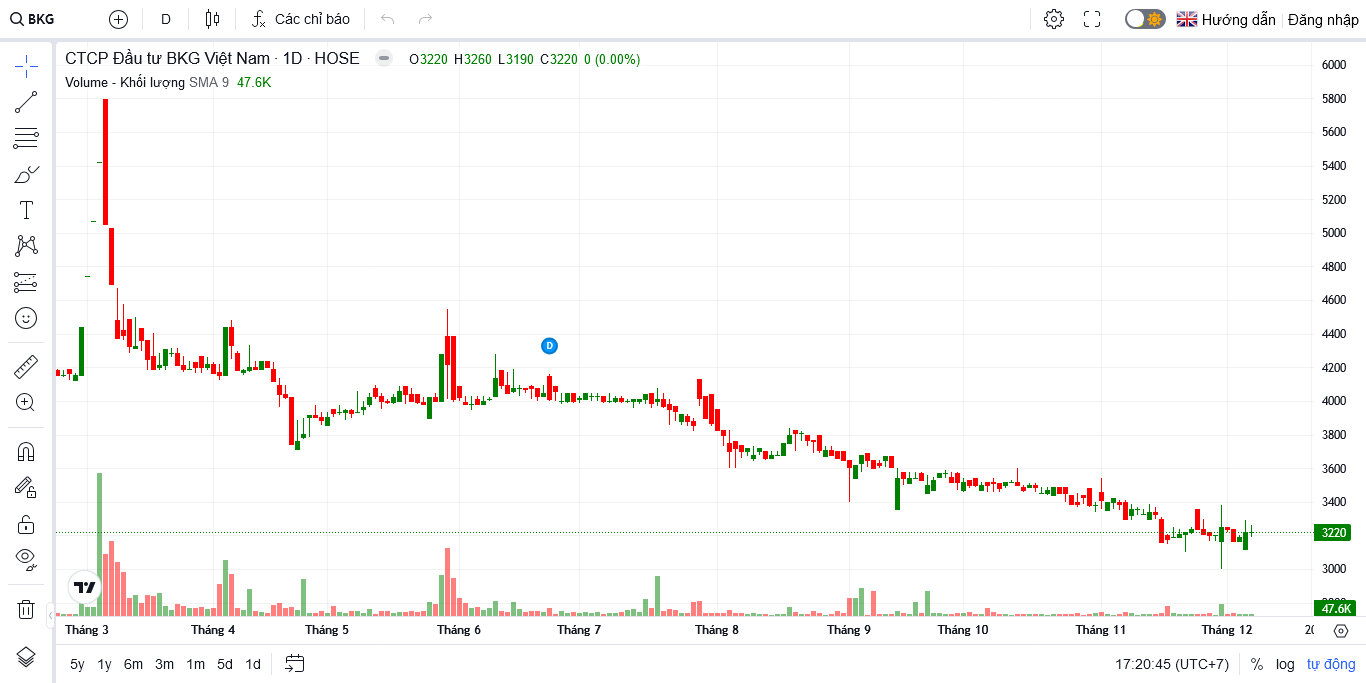 BKG D Các chỉ báo Hướng dẫn Đăng nhập
CTCP Đầu tư BKG Việt Nam · 1D · HOSE O3220 H3260 L3190 C3220 0 (0.00%)
Volume - Khối lượng SMA 9 47.6K
6000
5800
5600
5400
5200
5000
4800
4600
4400
D
4200
4000
3800
3600
3400
3220
3000
47.6K
Tháng 3 Tháng 4 Tháng 5 Tháng 6 Tháng 7 Tháng 8 Tháng 9 Tháng 10 Tháng 11 Tháng 12
5y 1y 6m 3m 1m 5d 1d 17:20:45 (UTC+7) % log tự động